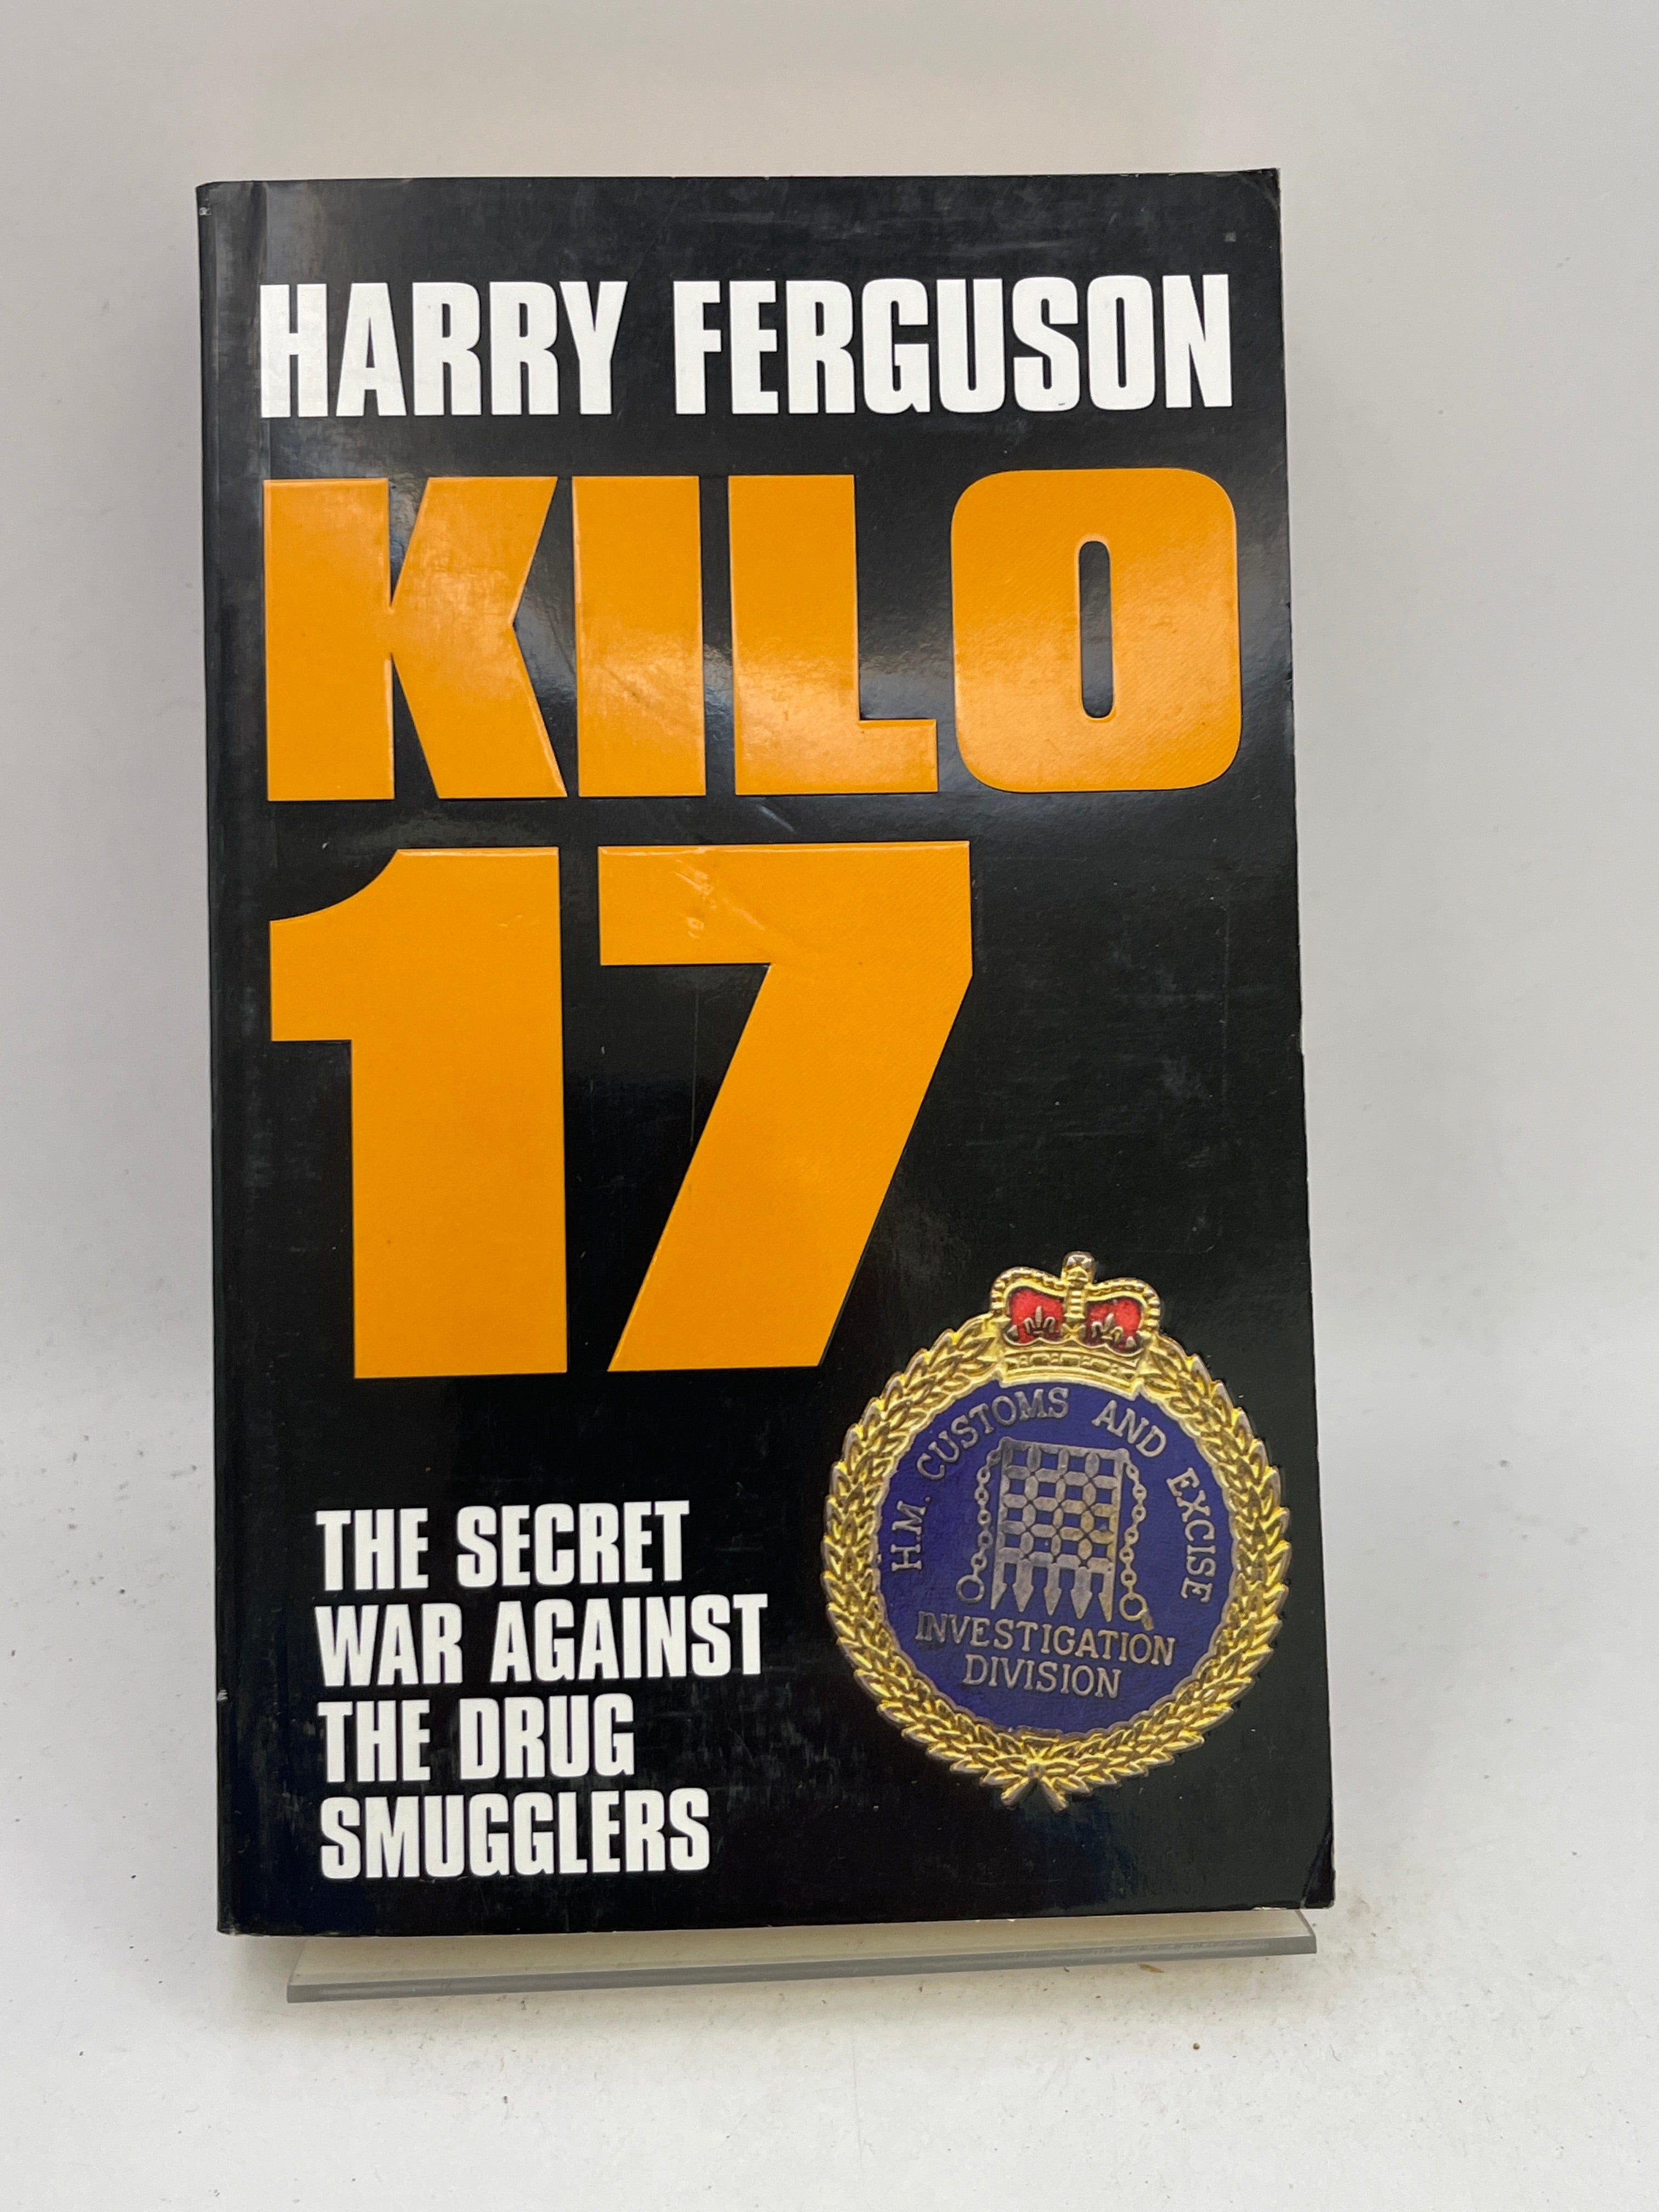 HARRY FERGUSON
KILO
17
THE SECRET
WAR AGAINST
THE DRUG
SMUGGLERS
H.M. CUSTOMS AND EXCISE
INVESTIGATION
DIVISION